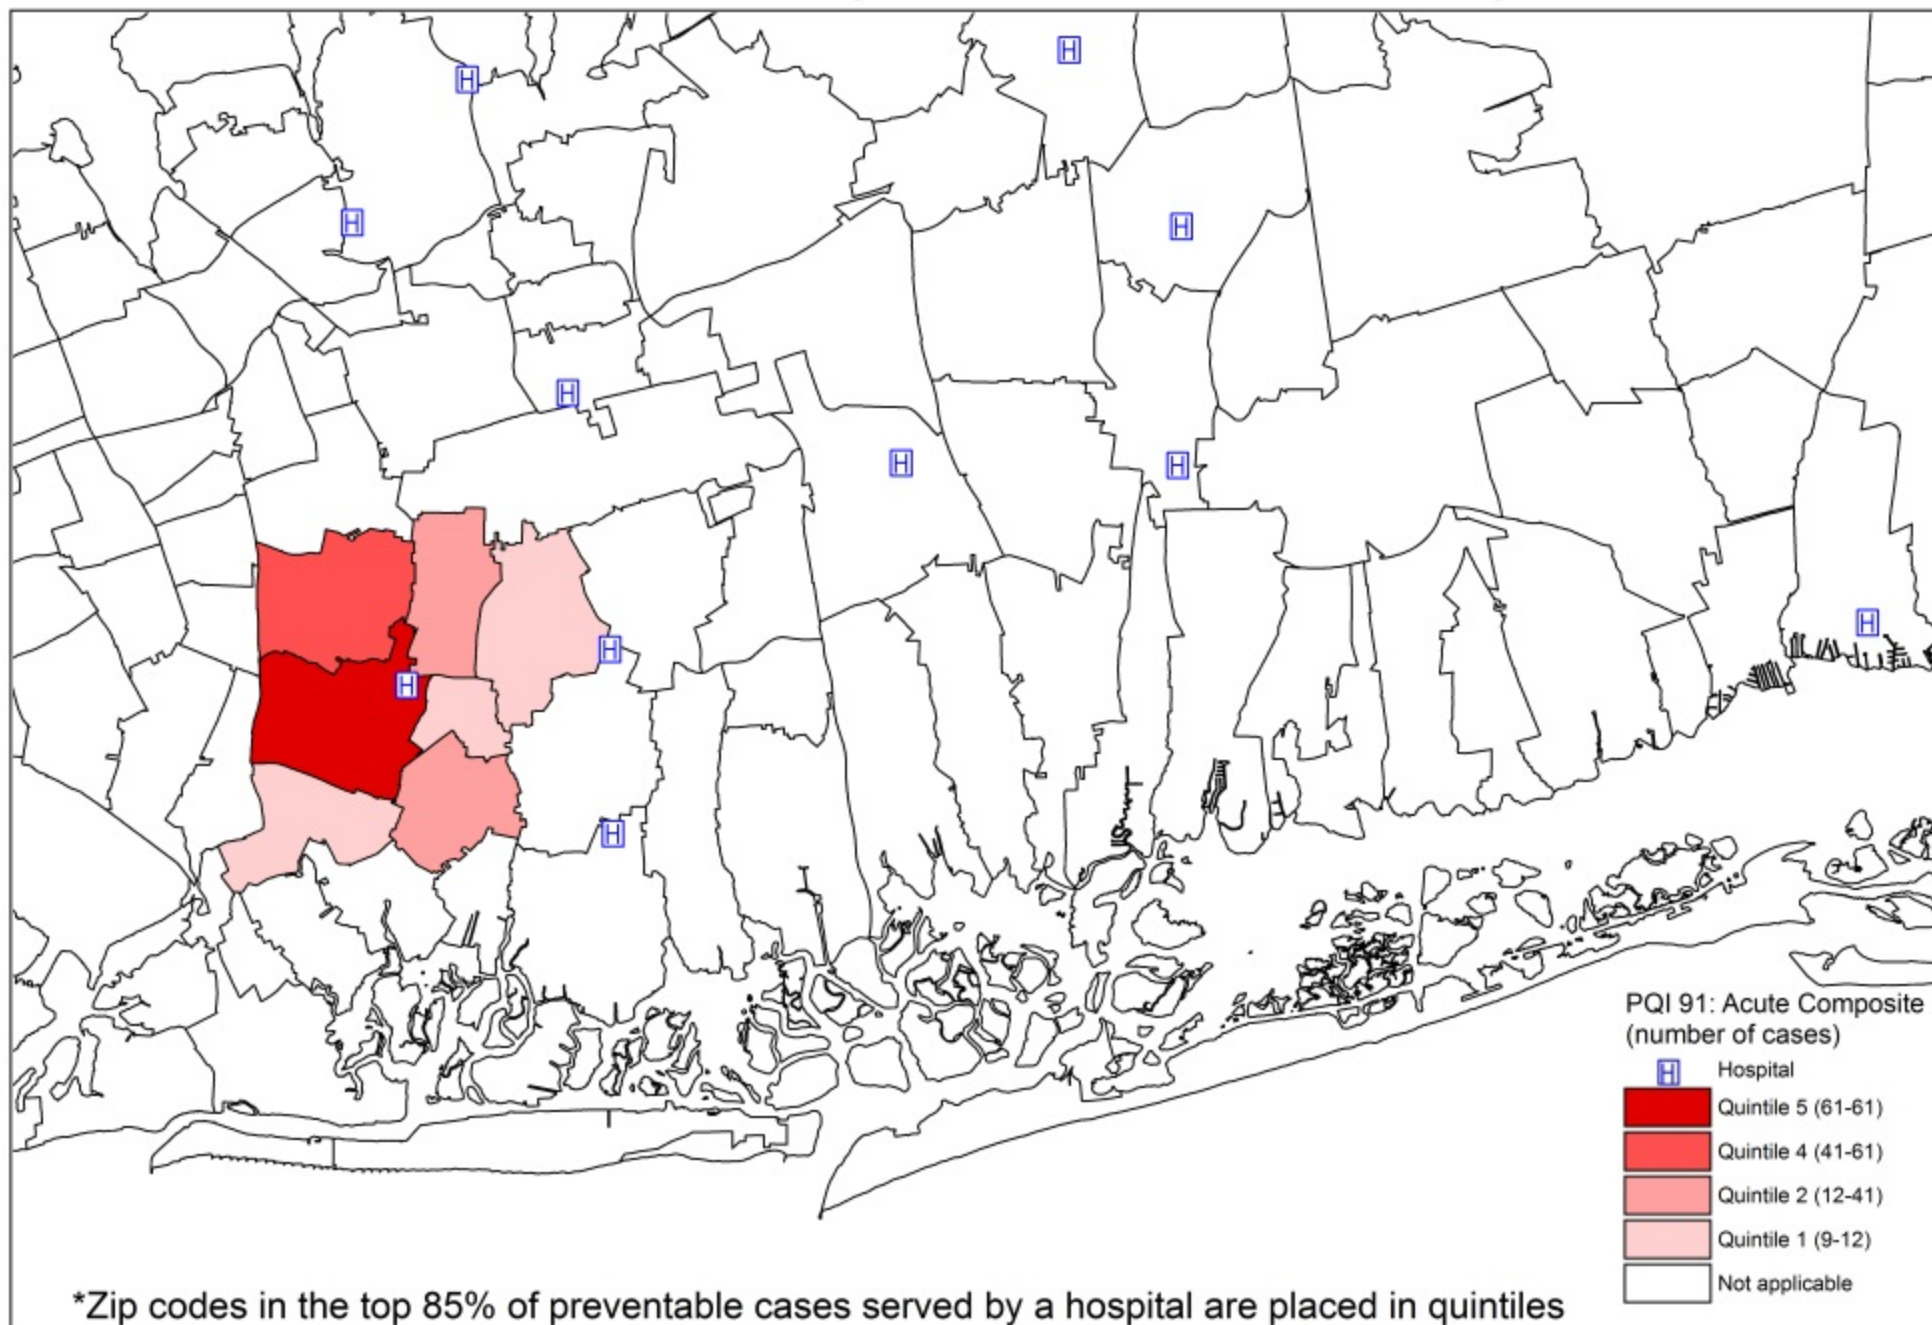 H
H
H
H
H
H
H
H
H
H
H
H
PQI 91: Acute Composite
(number of cases)
H Hospital
Quintile 5 (61-61)
Quintile 4 (41-61)
Quintile 2 (12-41)
Quintile 1 (9-12)
Not applicable
*Zip codes in the top 85% of preventable cases served by a hospital are placed in quintiles